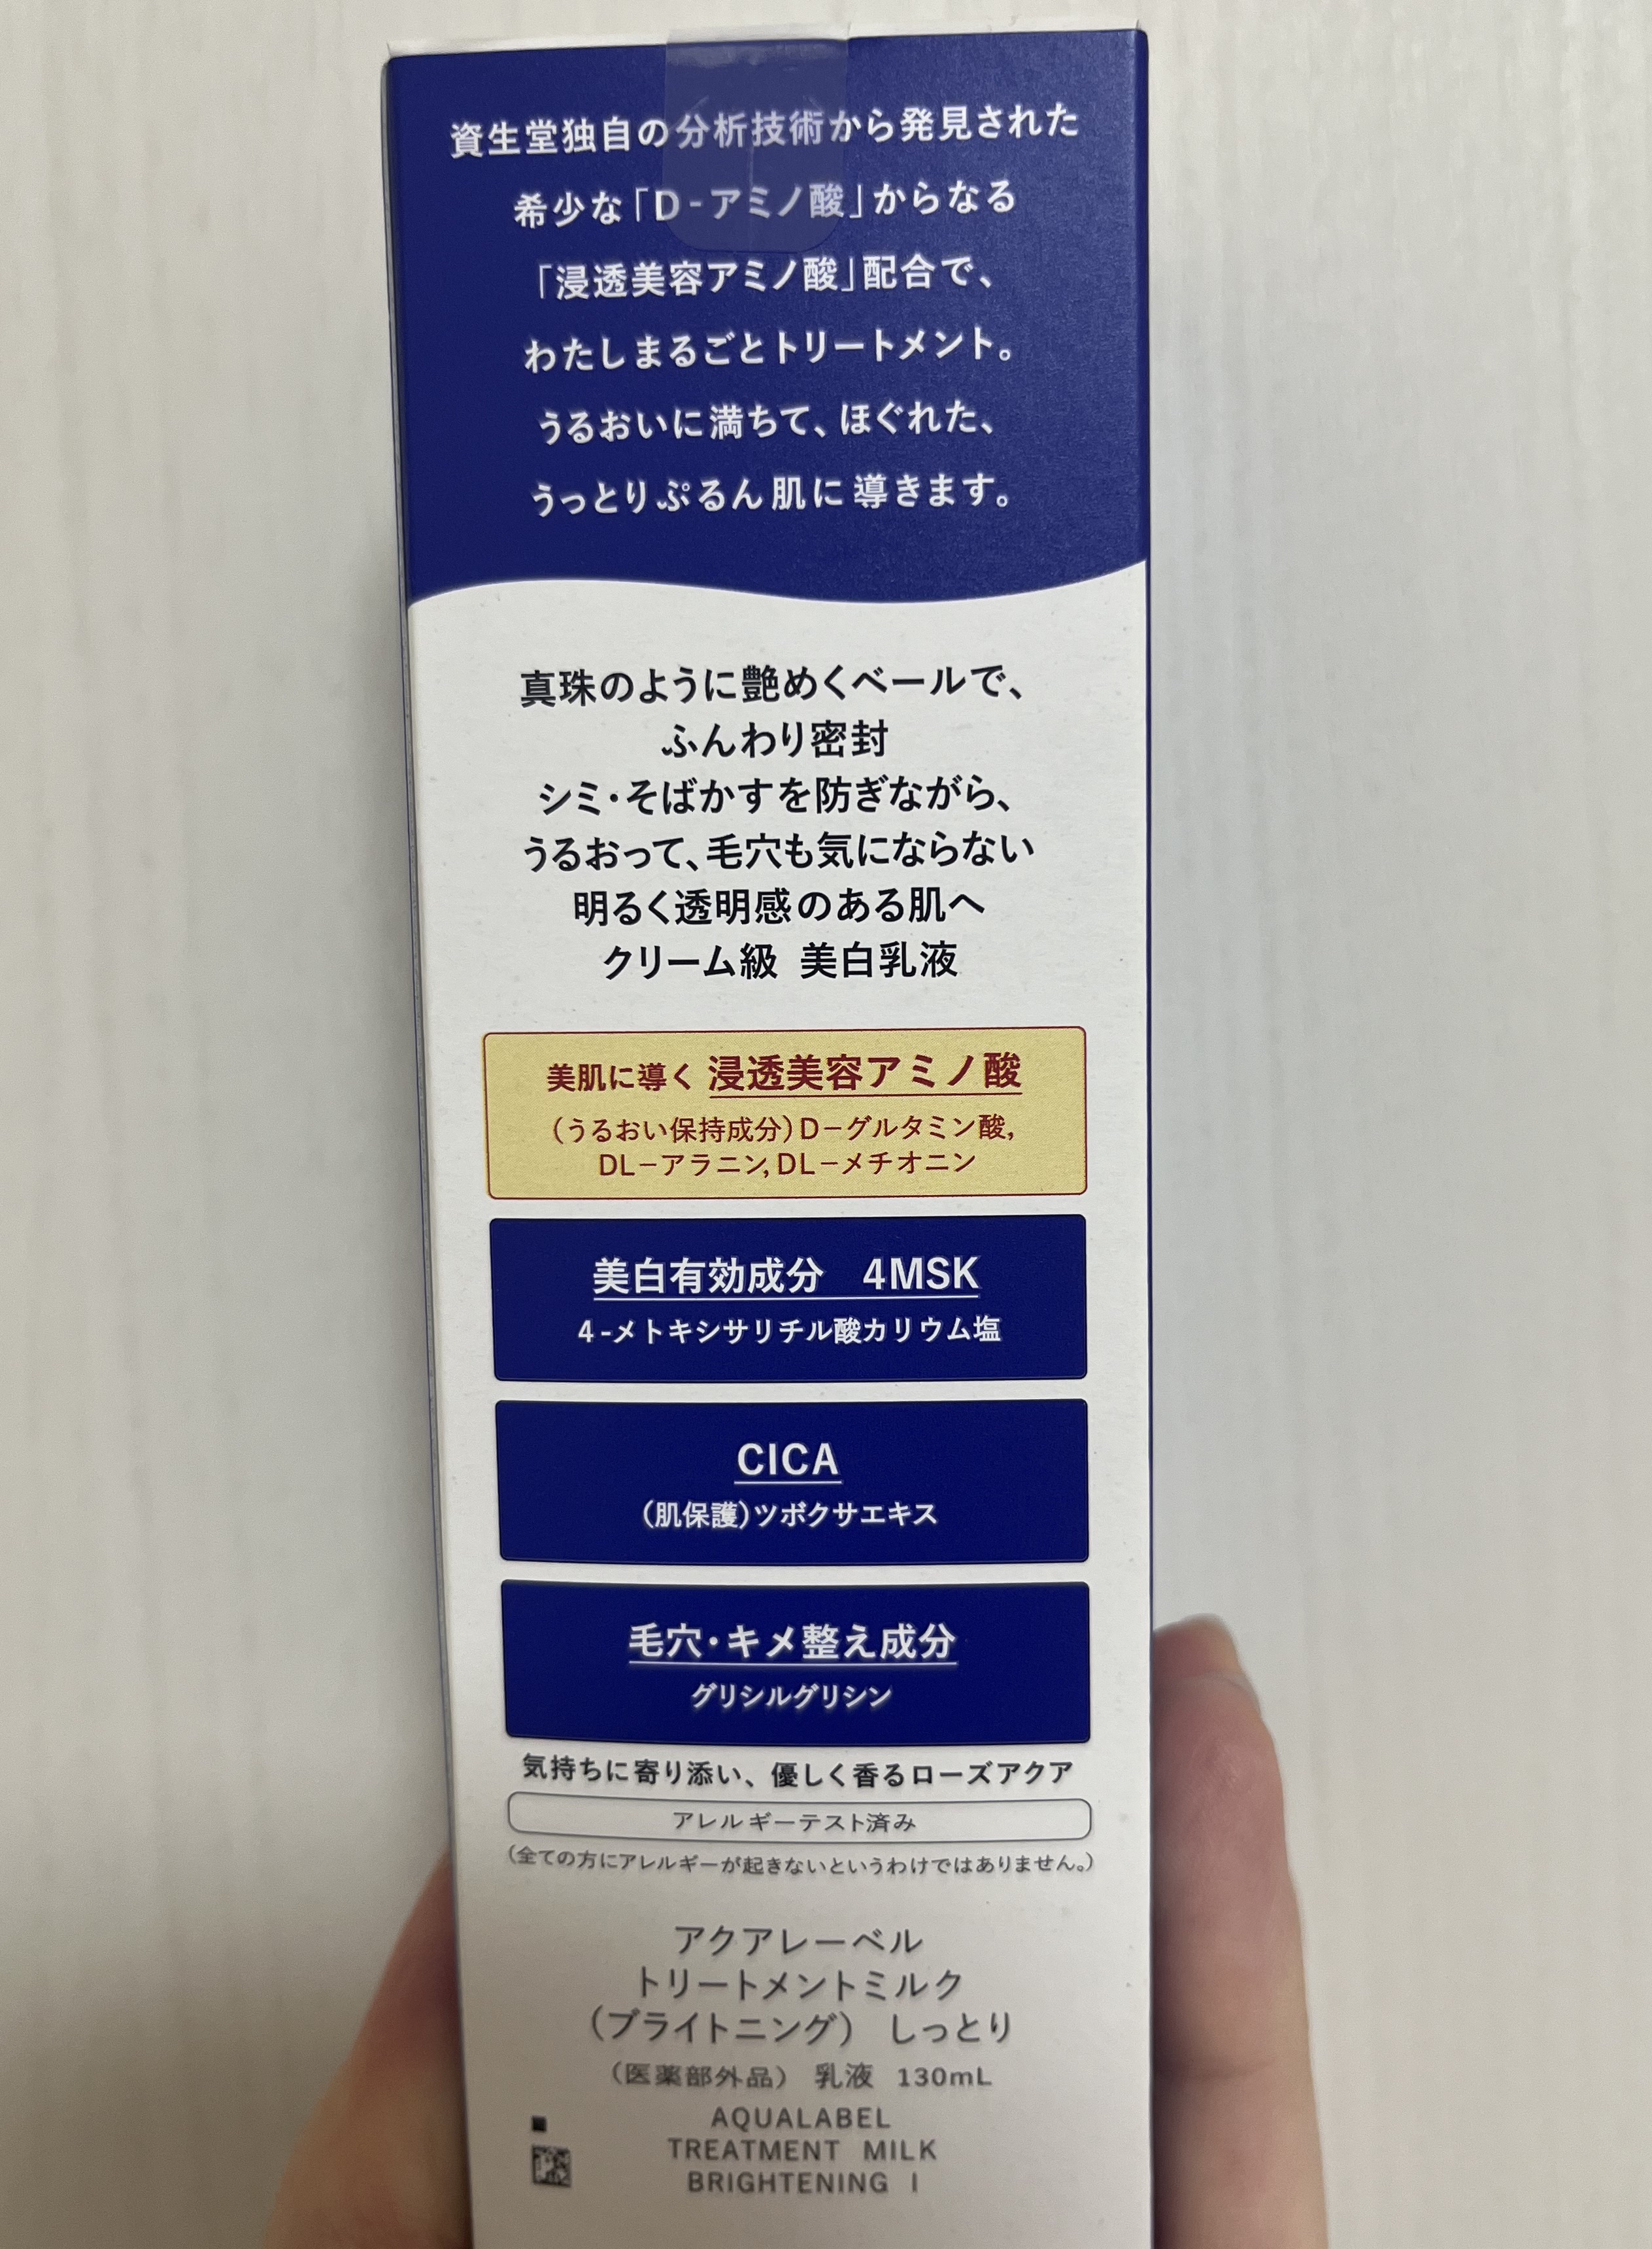 資生堂独自の分析技術から発見された
希少な「D-アミノ酸」からなる
「浸透美容アミノ酸」配合で、
わたしまるごとトリートメント。
うるおいに満ちて、ほぐれた、
うっとりぷるん肌に導きます。
真珠のように艶めくベールで、
ふんわり密封
シミ・そばかすを防ぎながら、
うるおって、毛穴も気にならない
明るく透明感のある肌へ
クリーム級 美白乳液
美肌に導く 浸透美容アミノ酸
(うるおい保持成分)D−グルタミン酸,
DL−アラニン,DL−メチオニン
美白有効成分 4MSK
4-メトキシサリチル酸カリウム塩
CICA
(肌保護)ツボクサエキス
毛穴・キメ整え成分
グリシルグリシン
気持ちに寄り添い、優しく香るローズアクア
アレルギーテスト済み
(全ての方にアレルギーが起きないというわけではありません。)
アクアレーベル
トリートメントミルク
(ブライトニング) しっとり
(医薬部外品) 乳液 130mL
AQUALABEL
TREATMENT MILK
BRIGHTENING I